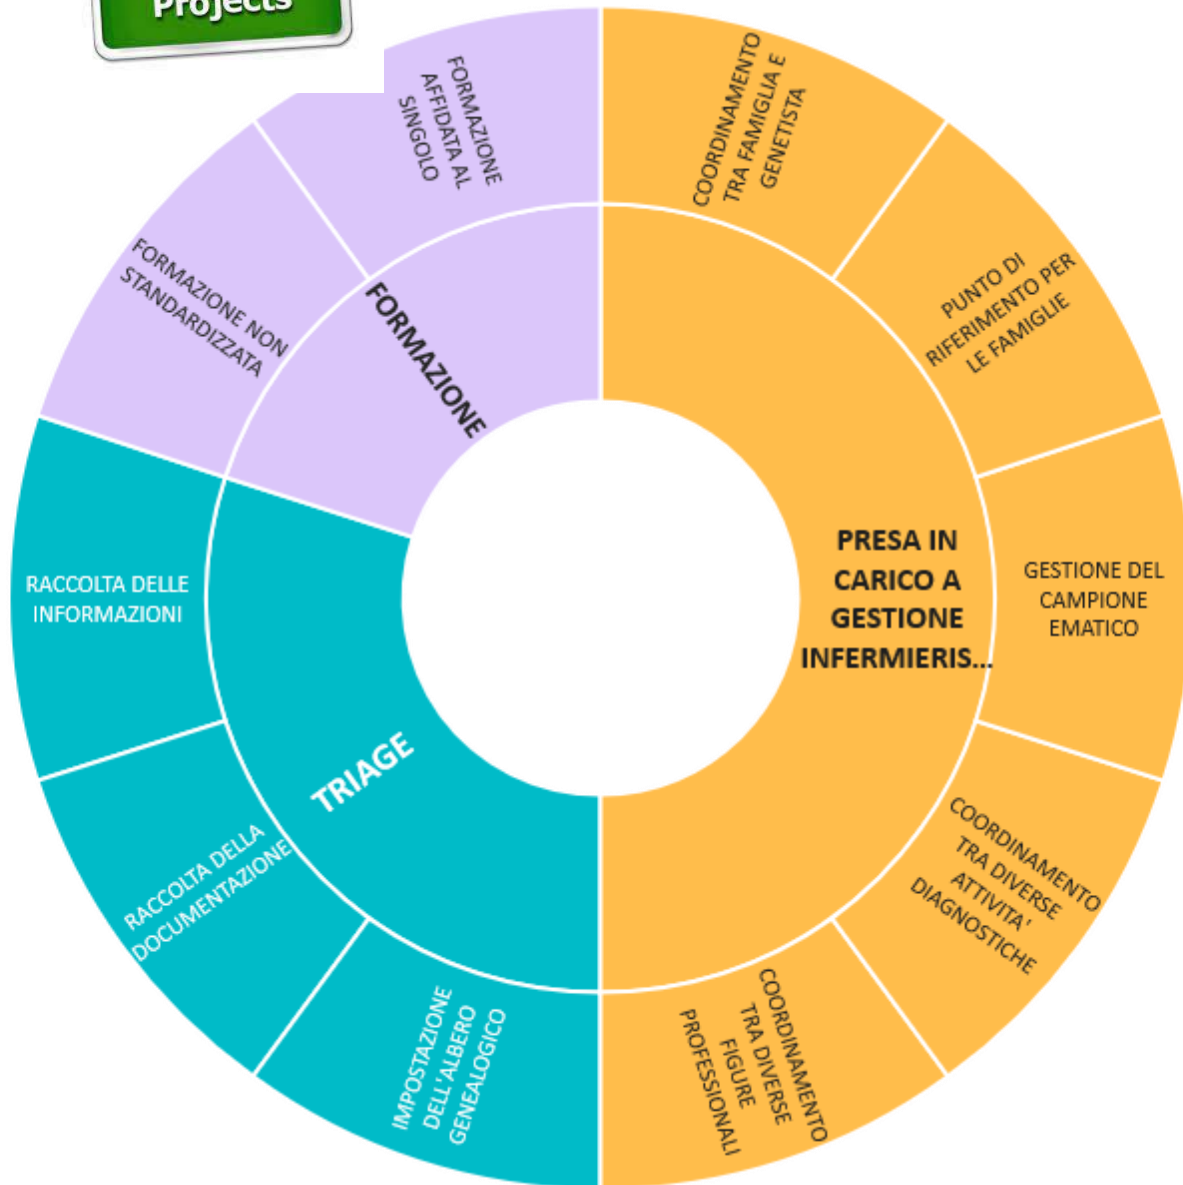 Projects
FORMAZIONE
AFFIDATA AL
SINGOLO
COORDINAMENTO
TRA FAMIGLIA E
GENETISTA
FORMAZIONE NON
STANDARDIZZATA
FORMAZIONE
PUNTO DI
RIFERIMENTO PER
LE FAMIGLIE
RACCOLTA DELLE
INFORMAZIONI
PRESA IN
CARICO A
GESTIONE
INFERMIERIS...
GESTIONE DEL
CAMPIONE
EMATICO
TRIAGE
RACCOLTA DELLA
DOCUMENTAZIONE
COORDINAMENTO
TRA DIVERSE
ATTIVITA'
DIAGNOSTICHE
IMPOSTAZIONE
DELL'ALBERO
GENEALOGICO
COORDINAMENTO
TRA DIVERSE
FIGURE
PROFESSIONALI